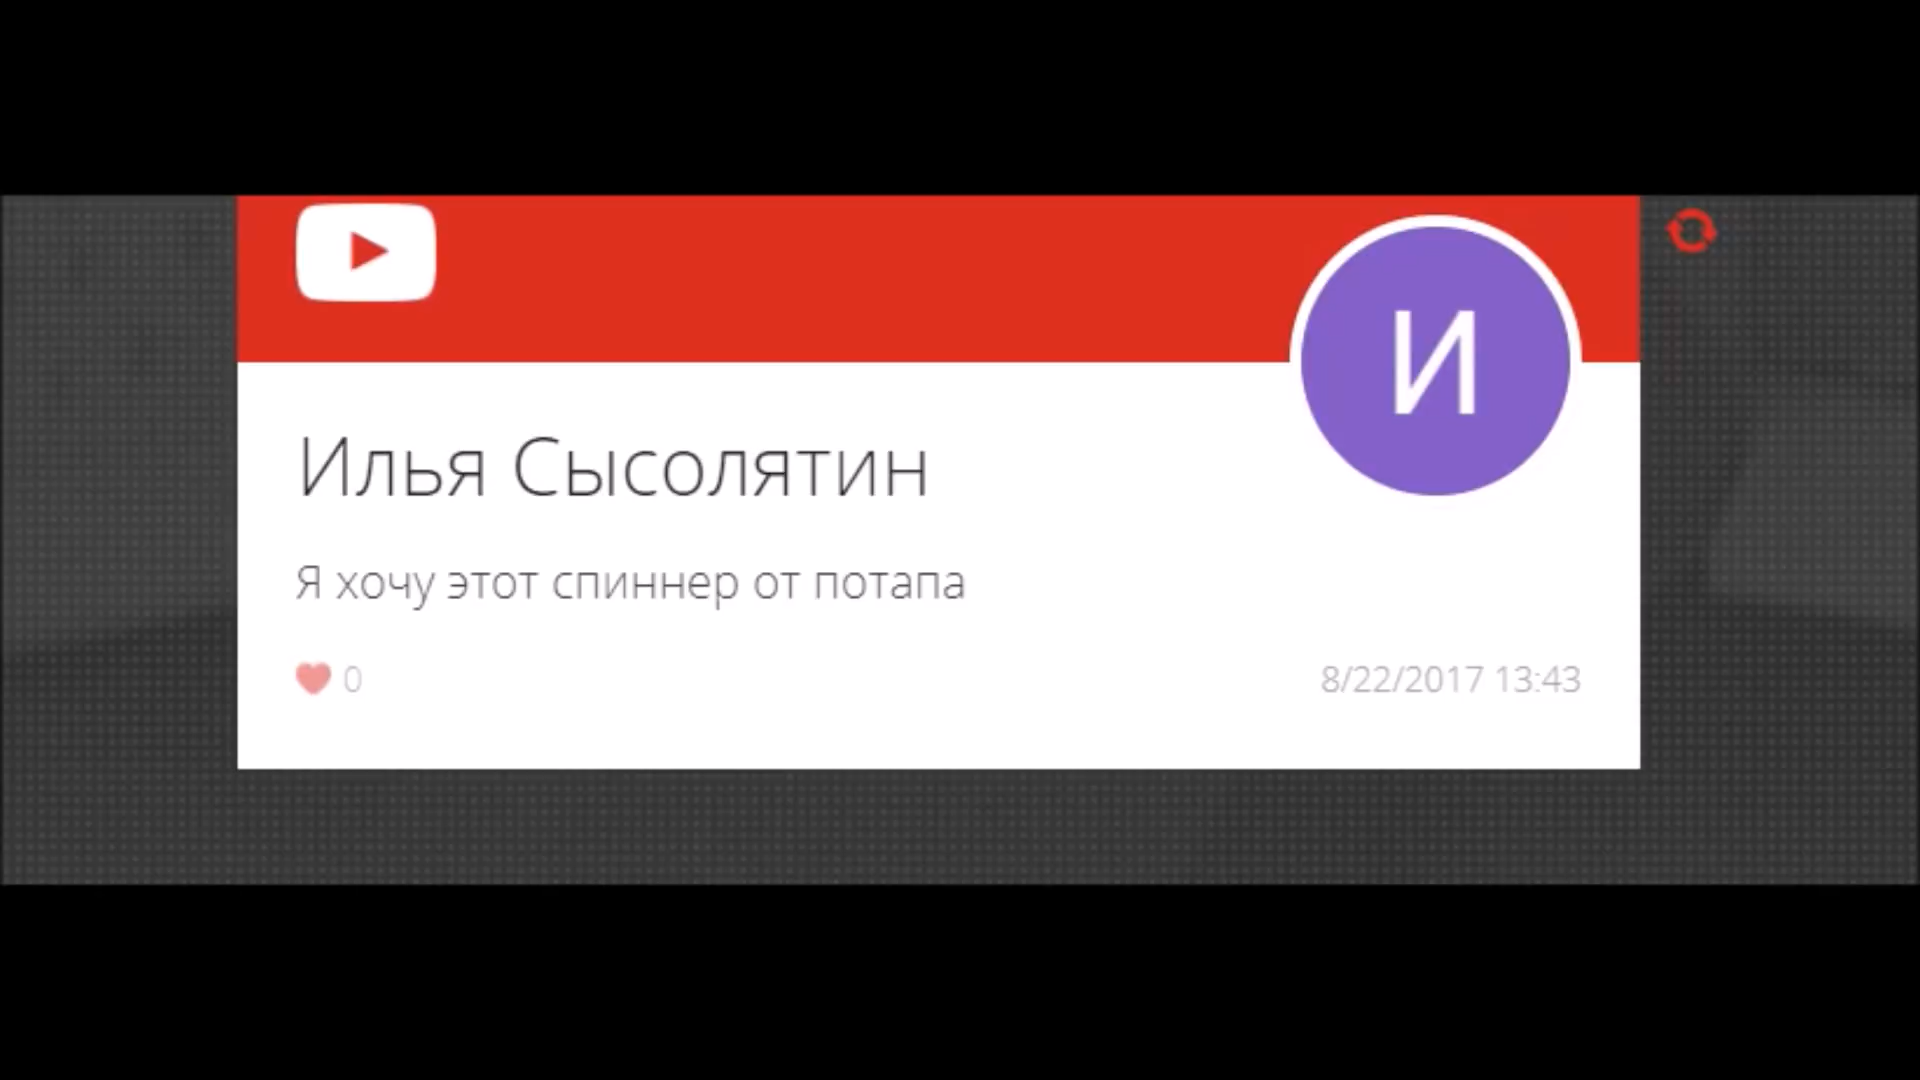 И
Илья Сысолятин
Я хочу этот спиннер от потапа
0
8/22/2017 13:43